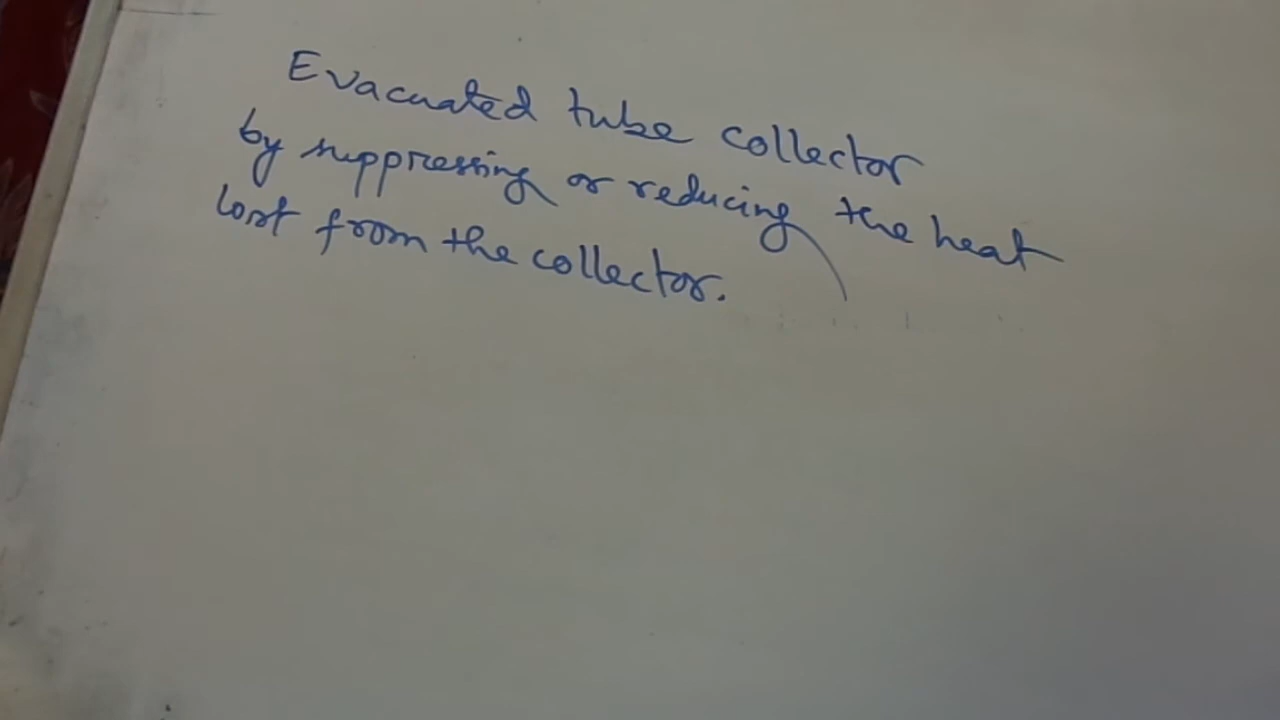 Evacuated tube collector
by suppressing or reducing the heat
lost from the collector.